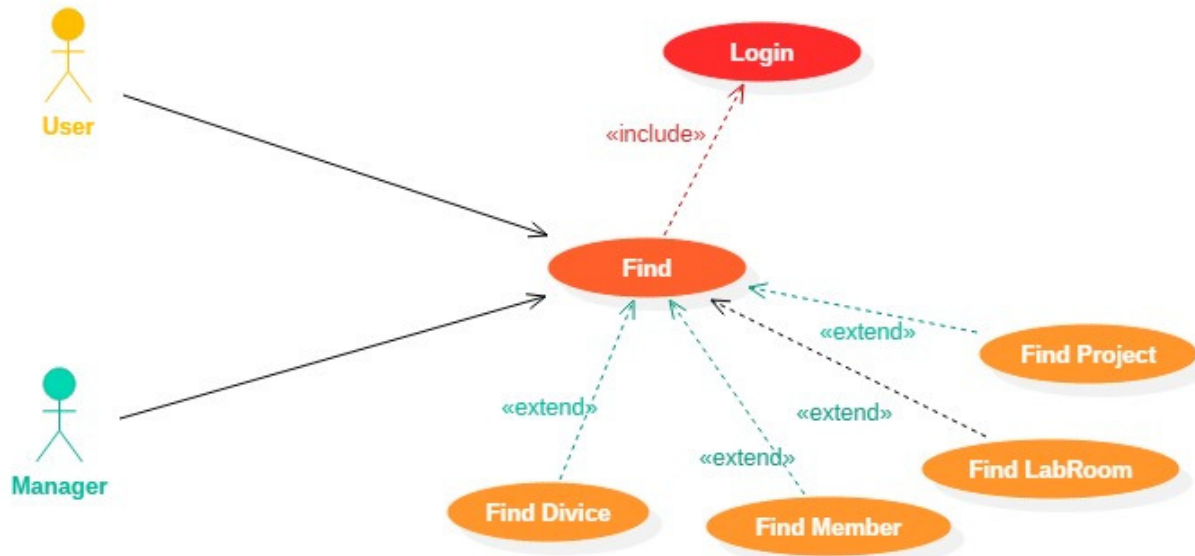 Login
User
«include»
Find
«extend»
Find Project
«extend»
«extend»
Manager
«extend»
Find LabRoom
Find Divice
Find Member